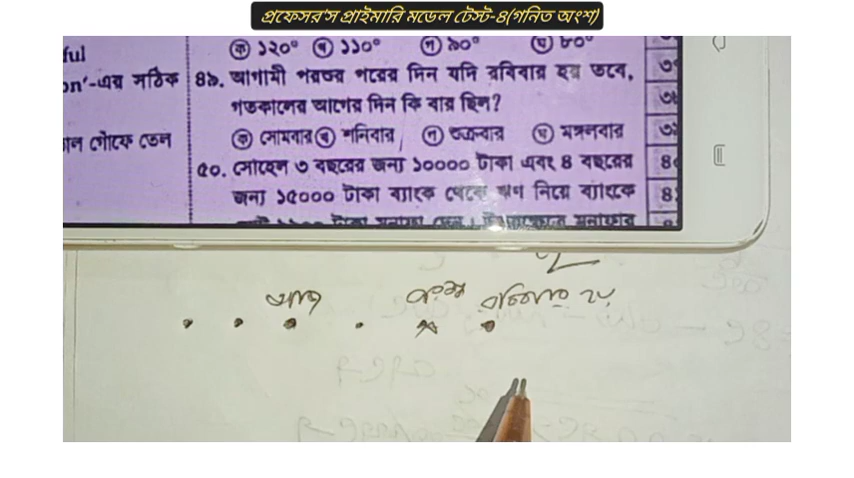 প্রফেসর'স প্রাইমারি মডেল টেস্ট-৪(গনিত অংশ)
ful
on'-এর সঠিক
গোঁফে তেল
ক ১২০° খ ১১০° গ ৯০° ঘ ৮০°
৪৯. আগামী পরশুর পরের দিন যদি রবিবার হয় তবে,
গতকালের আগের দিন কি বার ছিল?
ক সোমবার খ শনিবার গ শুক্রবার ঘ মঙ্গলবার
৫০. সোহেল ৩ বছরের জন্য ১০০০০ টাকা এবং ৪ বছরের
জন্য ১৫০০০ টাকা ব্যাংক থেকে ঋণ নিয়ে ব্যাংককে
আজ পরশু রবিবার